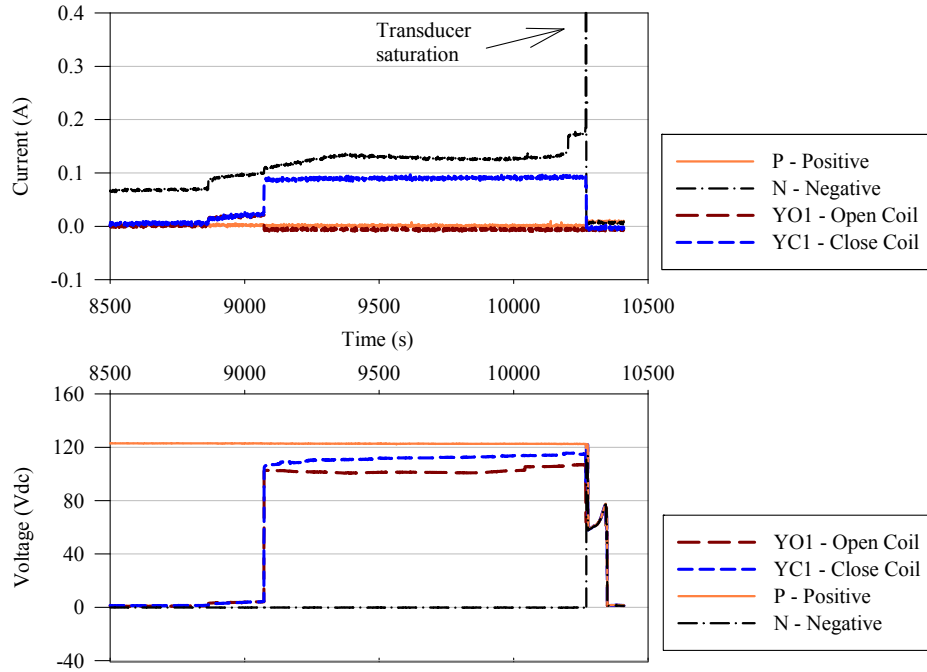 0.4
0.3
0.2
0.1
0.0
-0.1
Current (A)
Transducer
saturation
8500
9000
9500
10000
10500
Time (s)
P - Positive
N - Negative
YO1 - Open Coil
YC1 - Close Coil
8500
9000
9500
10000
10500
160
120
80
40
0
-40
Voltage (Vdc)
YO1 - Open Coil
YC1 - Close Coil
P - Positive
N - Negative